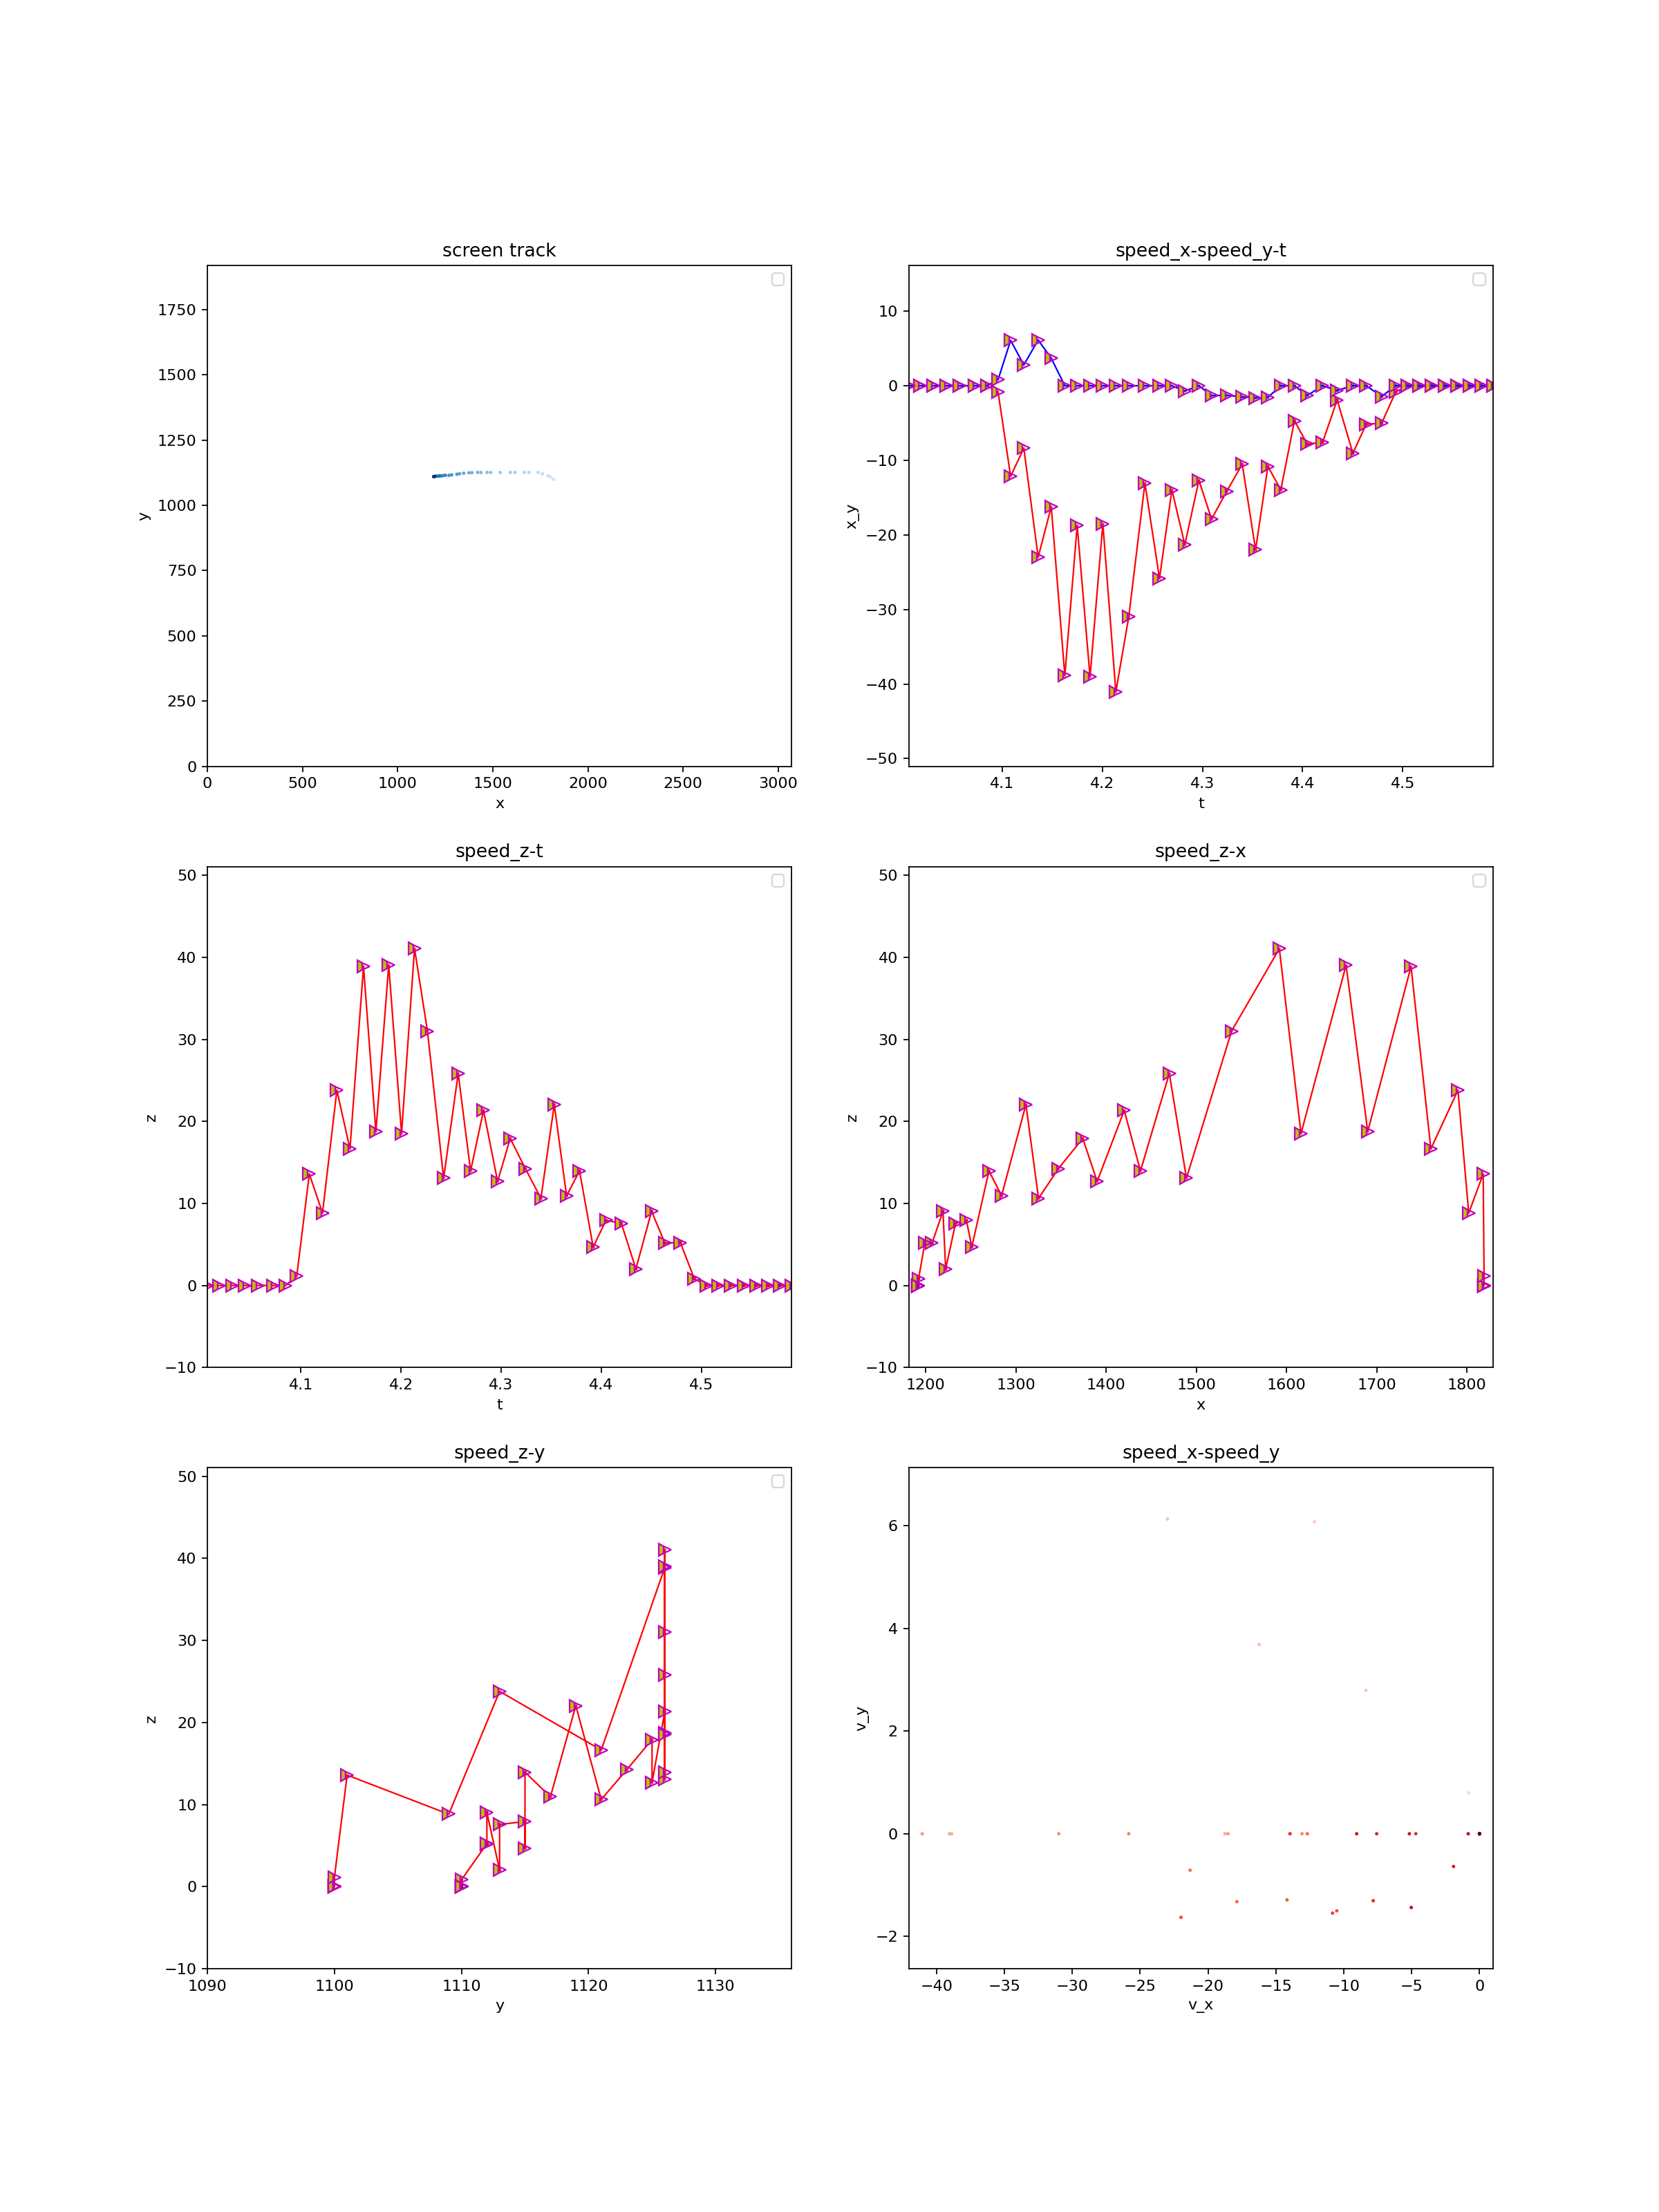 screen track
1750
1500
1250
1000
750
500
250
0
0 500 1000 1500 2000 2500 3000
x
y
speed_x-speed_y-t
10
0
−10
−20
−30
−40
−50
4.1 4.2 4.3 4.4 4.5
t
x_y
speed_z-t
50
40
30
20
10
0
−10
4.1 4.2 4.3 4.4 4.5
t
z
speed_z-x
50
40
30
20
10
0
−10
1200 1300 1400 1500 1600 1700 1800
x
z
speed_z-y
50
40
30
20
10
0
−10
1090 1100 1110 1120 1130
y
z
speed_x-speed_y
6
4
2
0
−2
−40 −35 −30 −25 −20 −15 −10 −5 0
v_x
v_y